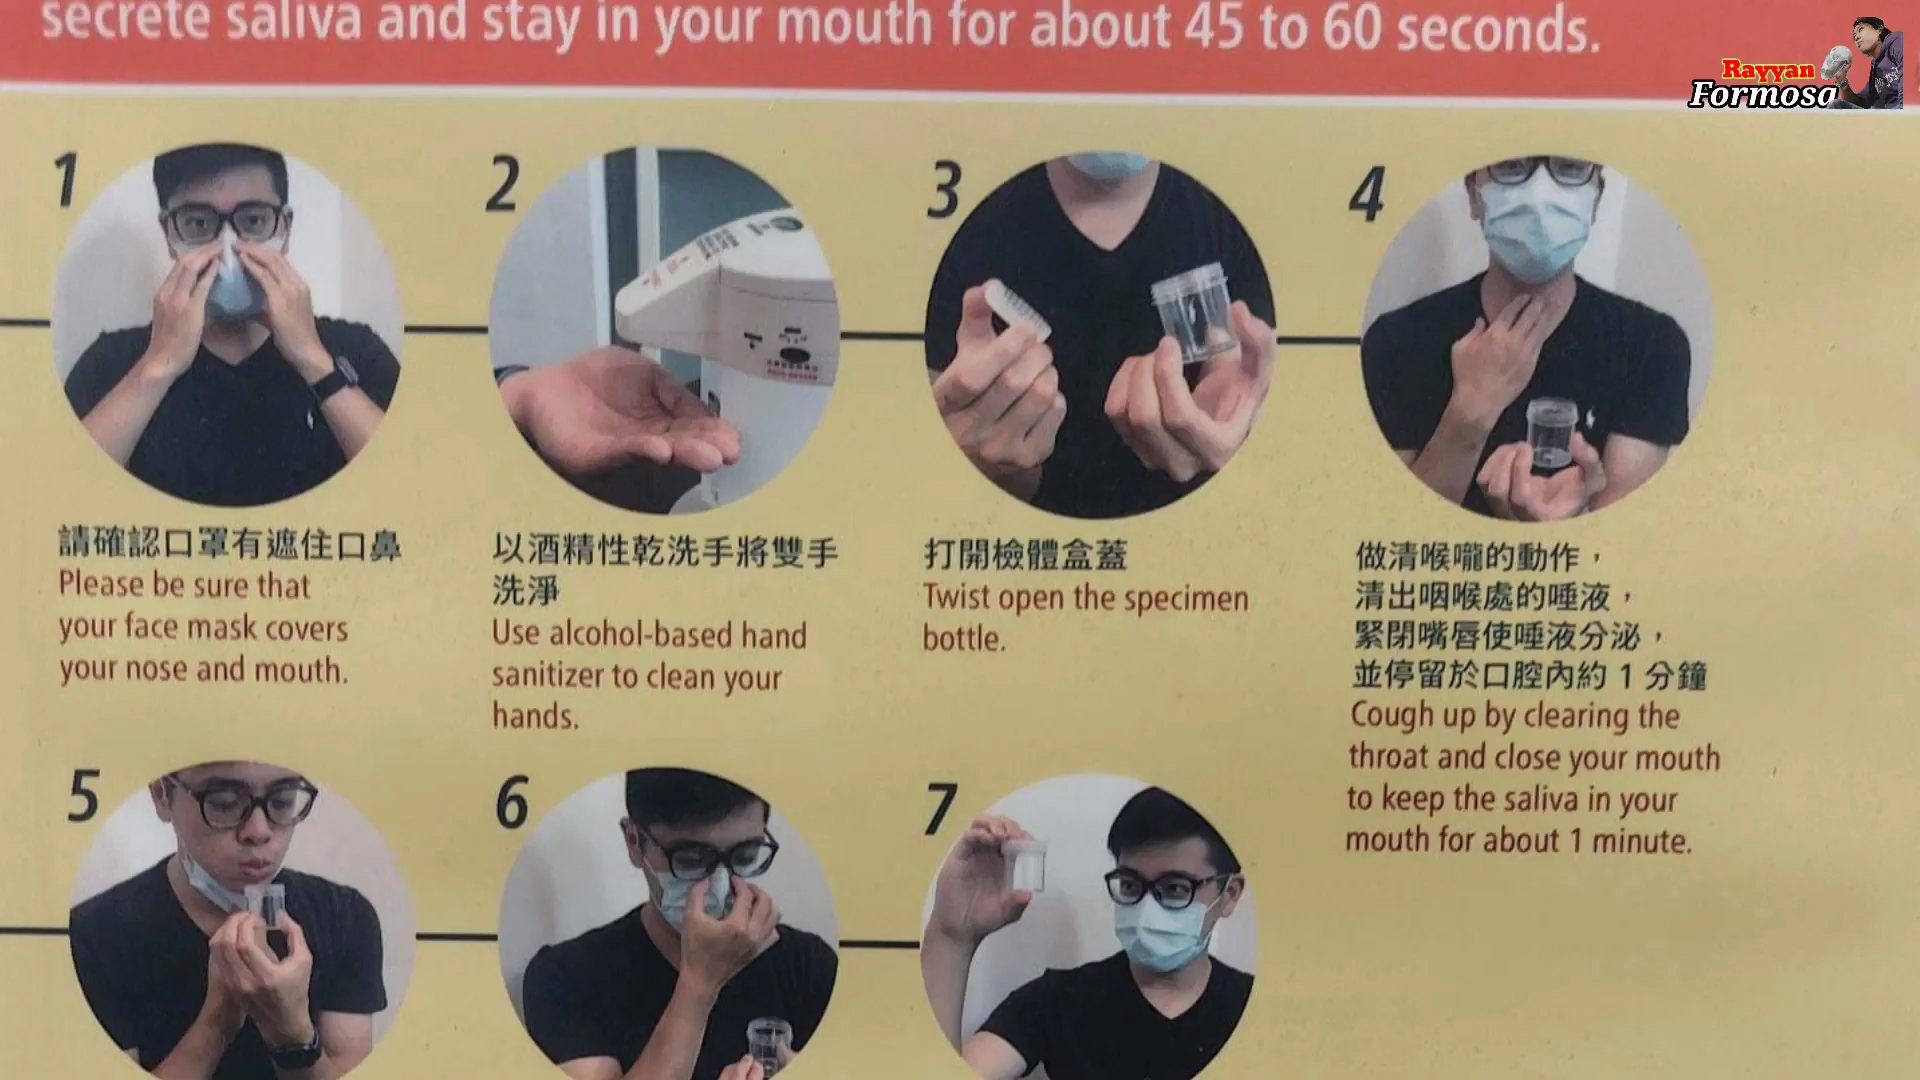 secrete saliva and stay in your mouth for about 45 to 60 seconds.
Rayyan
Formosa
1
2
3
4
請確認口罩有遮住口鼻
Please be sure that
your face mask covers
your nose and mouth.
以酒精性乾洗手將雙手
洗淨
Use alcohol-based hand
sanitizer to clean your
hands.
打開檢體盒蓋
Twist open the specimen
bottle.
做清喉嚨的動作，
清出咽喉處的唾液，
緊閉嘴唇使唾液分泌，
並停留於口腔內約 1 分鐘
Cough up by clearing the
throat and close your mouth
to keep the saliva in your
mouth for about 1 minute.
5
6
7